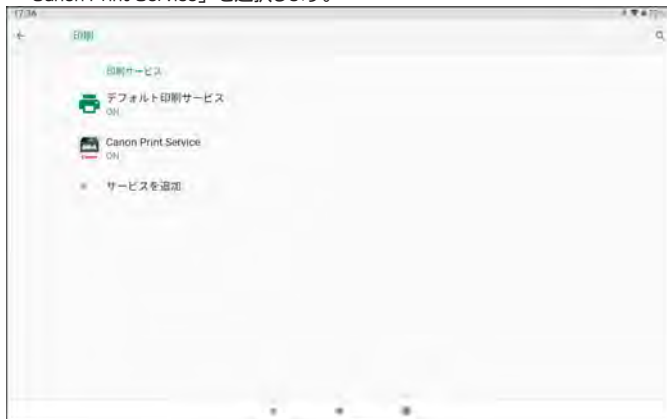 Canon Print Service」を選択します。
17:36
印刷
印刷サービス
デフォルト印刷サービス
ON
Canon Print Service
ON
サービスを追加